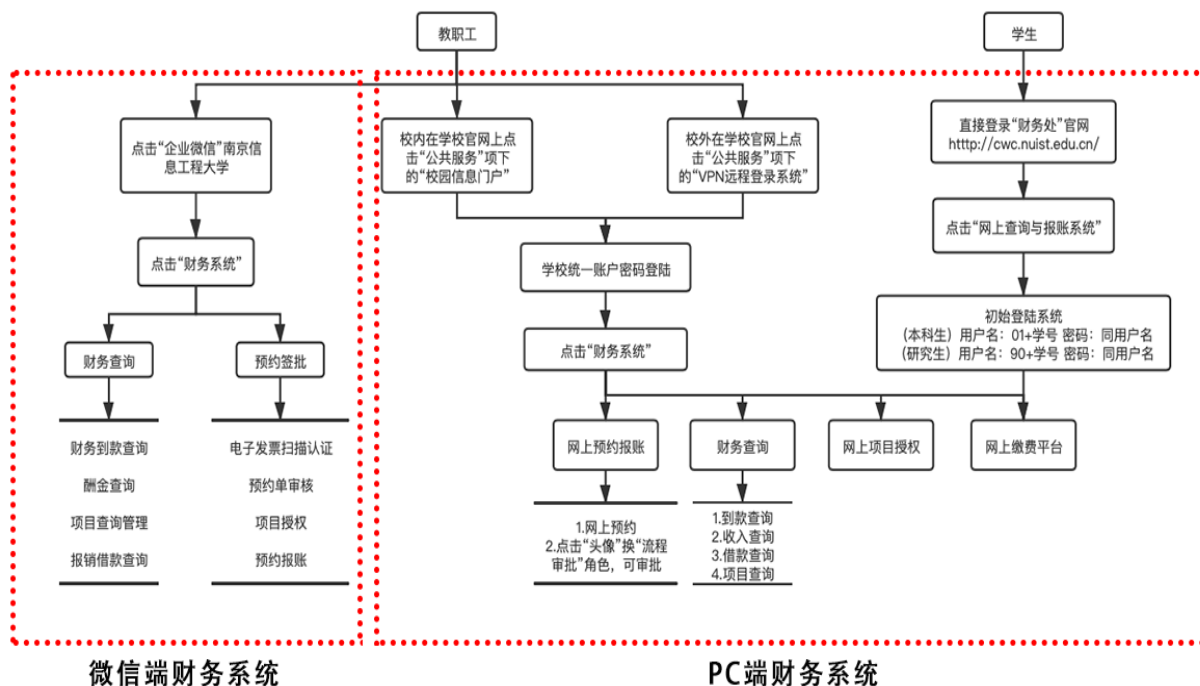 教职工
学生
点击“企业微信”南京信
息工程大学
校内在学校官网上点
击“公共服务”项下
的“校园信息门户”
校外在学校官网上点
击“公共服务”项下
的“VPN远程登录系统”
直接登录“财务处”官网
htttp://cwc.nuist.edu.cn/
点击“网上查询与报账系统”
点击“财务系统”
学校统一账户密码登陆
初始登陆系统
(本科生）用户名：01+学号 密码：同用户名
(研究生）用户名：90+学号 密码：同用户名
财务查询
预约签批
点击“财务系统”
财务到款查询
酬金查询
项目查询管理
报销借款查询
电子发票扫描认证
预约单审核
项目授权
预约报账
网上预约报账
财务查询
网上项目授权
网上缴费平台
1.网上预约
2.点击“头像”换“流程
审批”角色，可审批
1.到款查询
2.收入查询
3.借款查询
4.项目查询
微信端财务系统
PC端财务系统